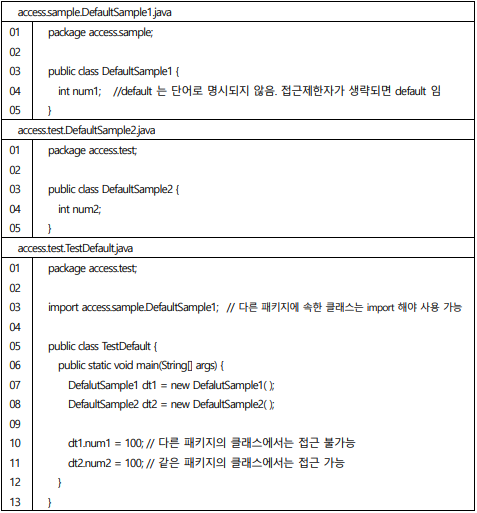 access.sample.DefaultSample1.java
01 package access.sample;
02
03 public class DefaultSample1 {
04 int num1; //default 는 단어로 명시되지 않음. 접근제한자가 생략되면 default 임
05 }
access.test.DefaultSample2.java
01 package access.test;
02
03 public class DefaultSample2 {
04 int num2;
05 }
access.test.TestDefault.java
01 package access.test;
02
03 import access.sample.DefaultSample1; // 다른 패키지에 속한 클래스는 import 해야 사용 가능
04
05 public class TestDefault {
06 public static void main(String[] args) {
07 DefalutSample1 dt1 = new DefalutSample1( );
08 DefaultSample2 dt2 = new DefaultSample2( );
09
10 dt1.num1 = 100; // 다른 패키지의 클래스에서는 접근 불가능
11 dt2.num2 = 100; // 같은 패키지의 클래스에서는 접근 가능
12 }
13 }